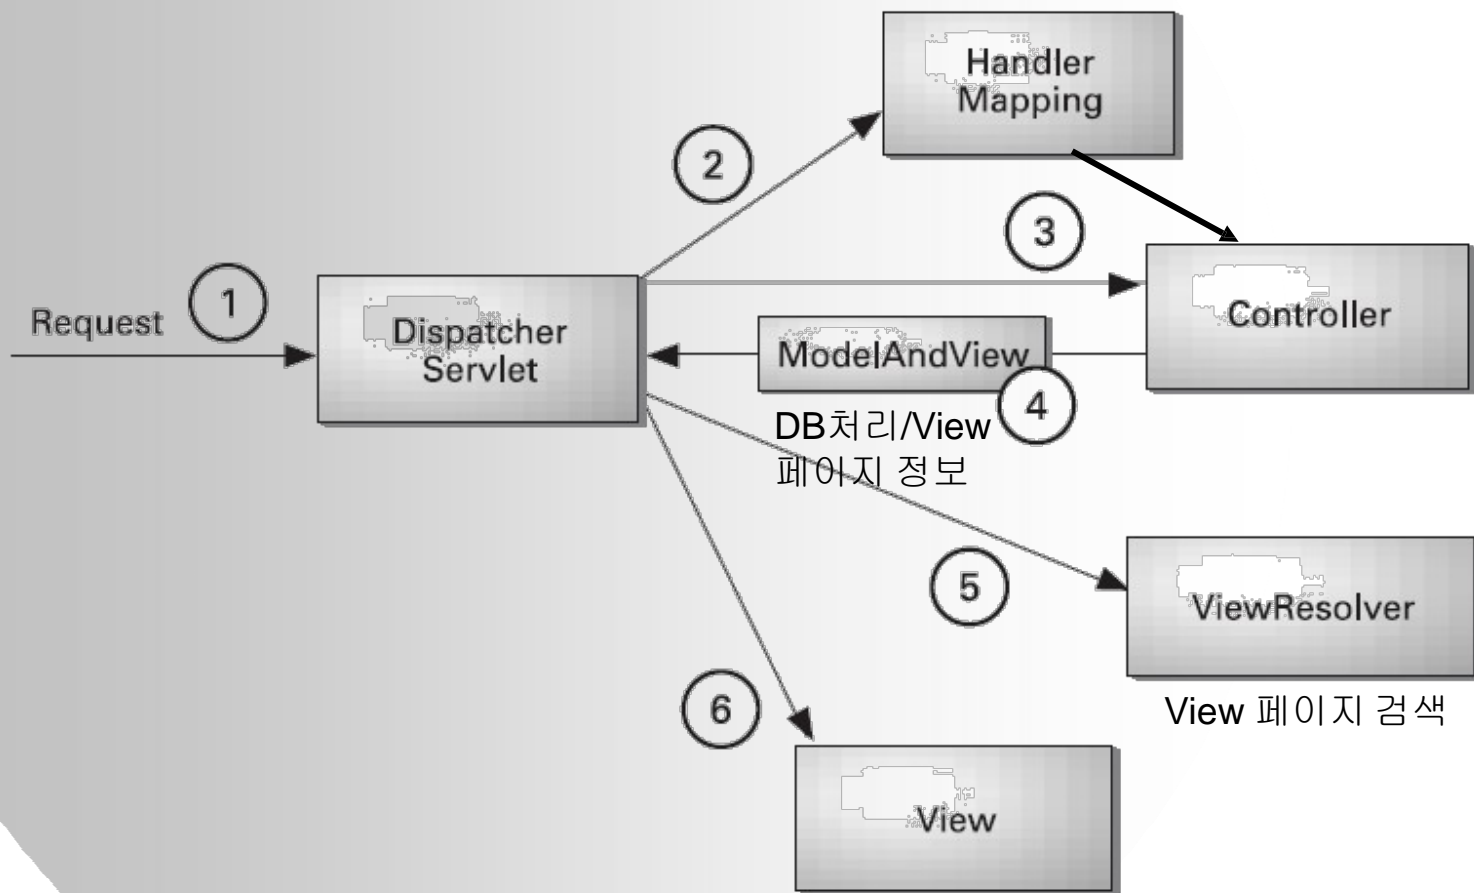 Handler
Mapping
2
3
Request
1
Dispatcher
Servlet
Controller
ModelAndView
4
DB처리/View
페이지 정보
5
ViewResolver
View 페이지 검색
6
View